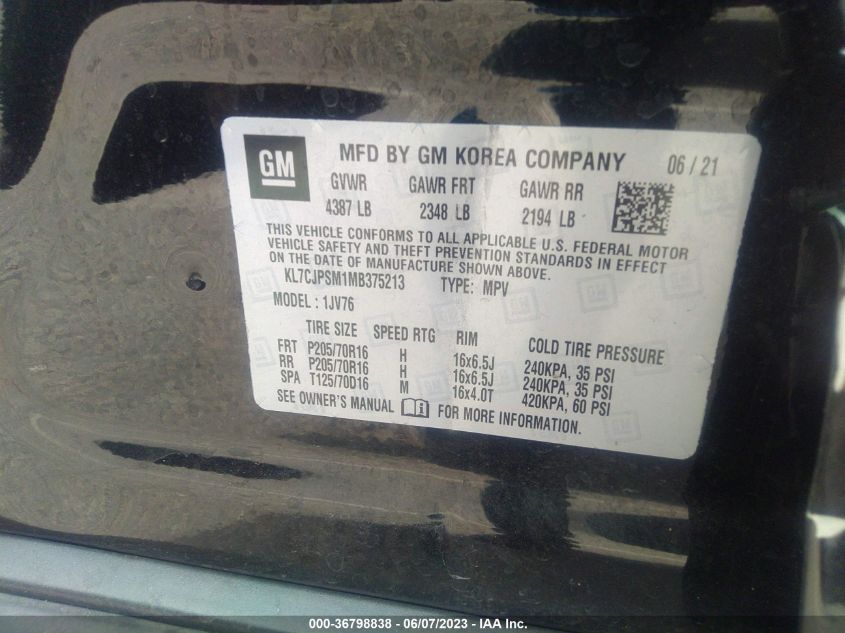 GM
MFD BY GM KOREA COMPANY 06 / 21
GVWR GAWR FRT GAWR RR
4387 LB 2348 LB 2194 LB
THIS VEHICLE CONFORMS TO ALL APPLICABLE U.S. FEDERAL MOTOR
VEHICLE SAFETY AND THEFT PREVENTION STANDARDS IN EFFECT
ON THE DATE OF MANUFACTURE SHOWN ABOVE.
KL7CJPSM1MB375213 TYPE: MPV
MODEL : 1JV76
TIRE SIZE SPEED RTG RIM COLD TIRE PRESSURE
FRT P205/70R16 H 16x6.5J 240KPA, 35 PSI
RR P205/70R16 H 16x6.5J 240KPA, 35 PSI
SPA T125/70D16 M 16x4.0T 420KPA, 60 PSI
SEE OWNER'S MANUAL FOR MORE INFORMATION.
000-36798838 - 06/07/2023 - IAA Inc.